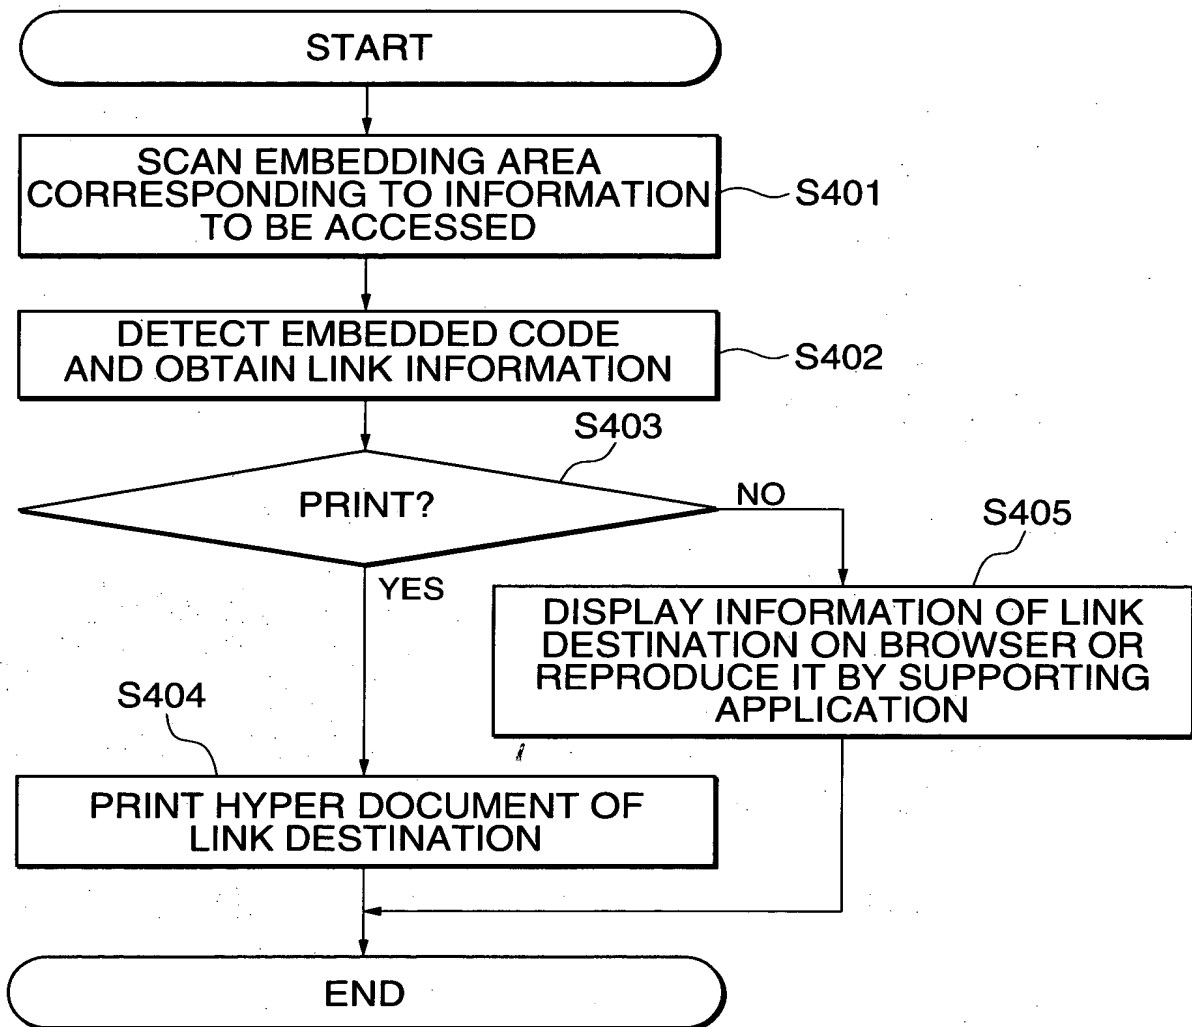 START
SCAN EMBEDDING AREA
CORRESPONDING TO INFORMATION
TO BE ACCESSED
S401
DETECT EMBEDDED CODE
AND OBTAIN LINK INFORMATION
S402
S403
PRINT?
NO
YES
S405
DISPLAY INFORMATION OF LINK
DESTINATION ON BROWSER OR
REPRODUCE IT BY SUPPORTING
APPLICATION
S404
PRINT HYPER DOCUMENT OF
LINK DESTINATION
END